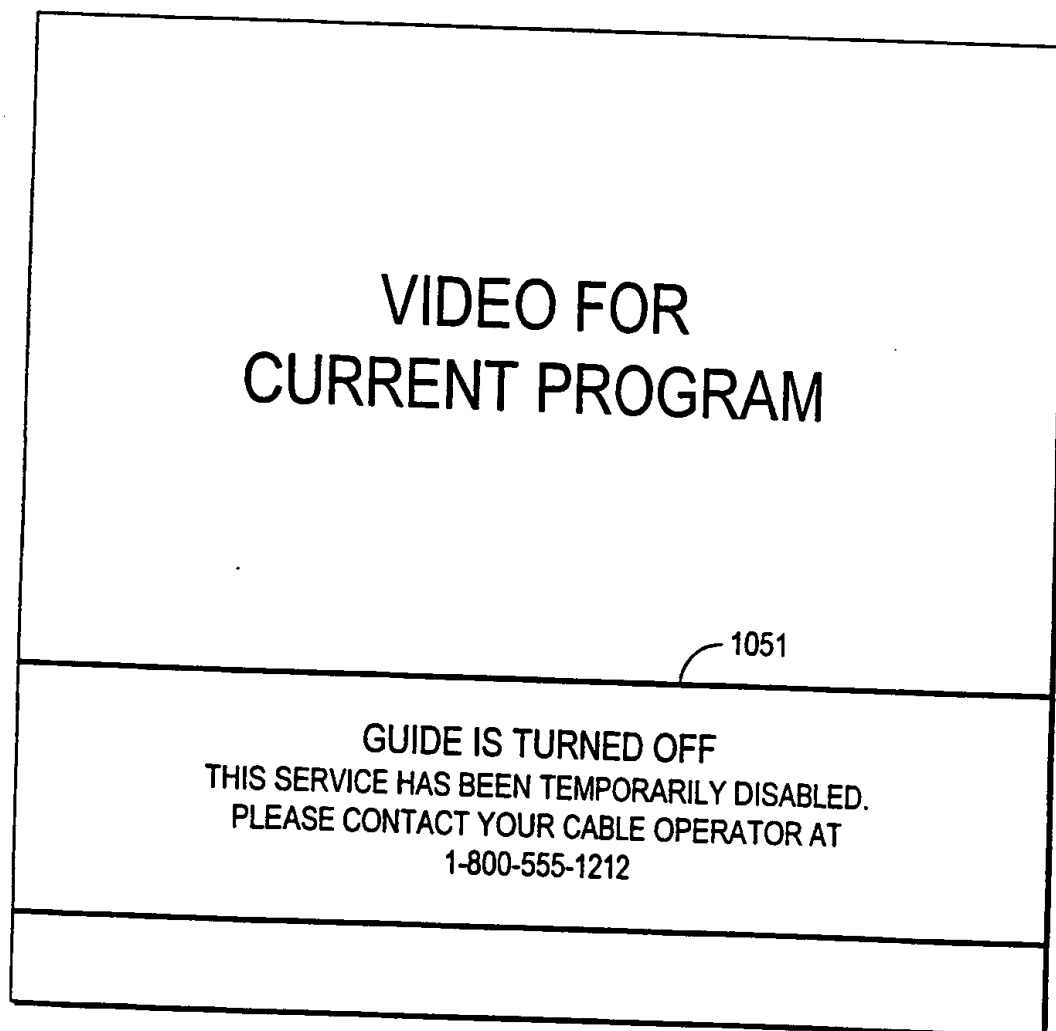 VIDEO FOR
CURRENT PROGRAM
1051
GUIDE IS TURNED OFF
THIS SERVICE HAS BEEN TEMPORARILY DISABLED.
PLEASE CONTACT YOUR CABLE OPERATOR AT
1-800-555-1212